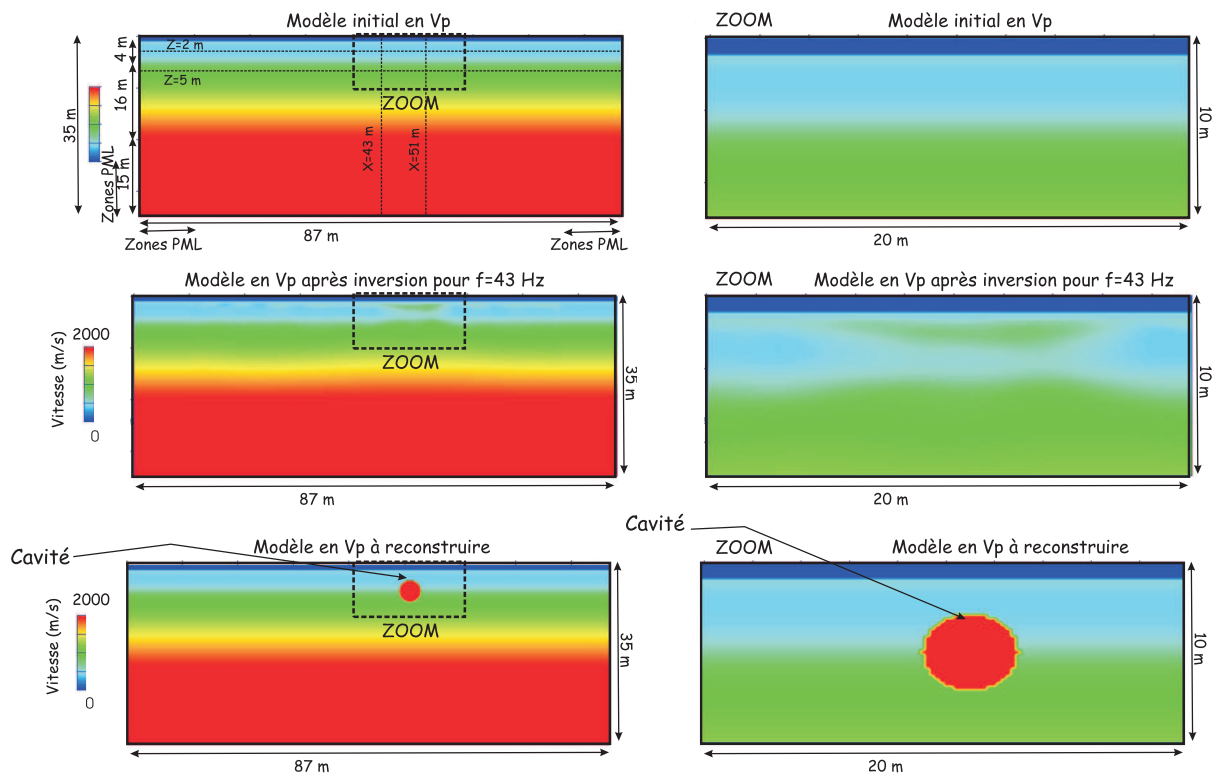 Modèle initial en Vp
ZOOM
Modèle initial en Vp
Z=2 m
Z=5 m
4 m
16 m
15 m
35 m
ZOOM
X=43 m
X=51 m
10 m
Zones PML
Zones PML
87 m
Zones PML
20 m
Modèle en Vp après inversion pour f=43 Hz
ZOOM
Modèle en Vp après inversion pour f=43 Hz
2000
Vitesse (m/s)
0
ZOOM
35 m
10 m
87 m
20 m
Cavité
Cavité
Modèle en Vp à reconstruire
ZOOM
Modèle en Vp à reconstruire
2000
Vitesse (m/s)
0
ZOOM
35 m
10 m
87 m
20 m